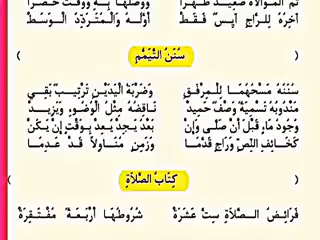 ثُمَّ الْمُوَالَاةُ صَعِيدٌ طَهُرَا وَوَصْلُهَا بِهِ وَوَقْتٌ حَضَرَا
آخِرُهُ لِلرَّاجِ آيِسٌ فَقَطْ أَوَّلُهُ وَالْمُتَرَدِّدُ الْوَسَطْ
سُنَنُ التَّيَمُّمِ
سُنَنُهُ مَسْحُهُمَا لِلْمِرْفَقِ وَضَرْبَةُ الْيَدَيْنِ تَرْتِيبٌ بَقِي
مَنْدُوبُهُ تَسْمِيَةٌ وَصْفٌ حَمِيدْ نَاقِضُهُ مِثْلُ الْوُضُوءِ وَيَزِيدْ
وُجُودُ مَاءٍ قَبْلَ أَنْ صَلَّى وَإِنْ بَعْدُ يَجِدْ يُعِدْ بِوَقْتٍ إِنْ يَكُنْ
كَخَائِفِ اللِّصِّ وَرَاجٍ قَدَّمَا وَزَمِنٍ مُنَاوِلًا قَدْ عَدِمَا
كِتَابُ الصَّلَاةِ
فَرَائِضُ الصَّلَاةِ سِتَّ عَشَرَهْ شُرُوطُهَا أَرْبَعَةٌ مُفْتَقَرَهْ